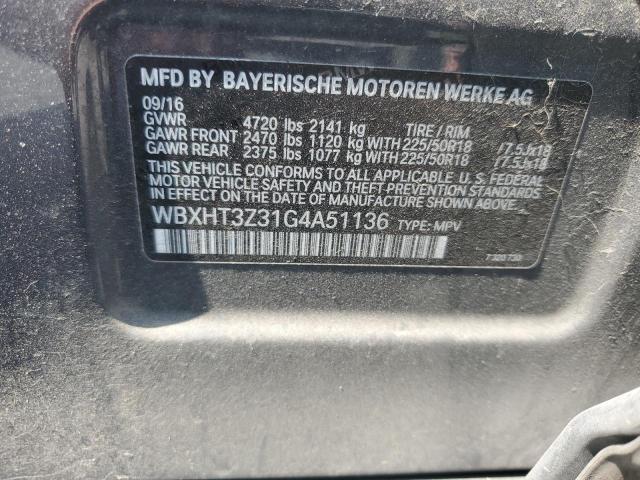 MFD BY BAYERISCHE MOTOREN WERKE AG
09/16
GVWR 4720 lbs 2141 kg TIRE / RIM
GAWR FRONT 2470 lbs 1120 kg WITH 225/50R18 /7.5Jx18
GAWR REAR 2375 lbs 1077 kg WITH 225/50R18 /7.5Jx18
THIS VEHICLE CONFORMS TO ALL APPLICABLE U.S. FEDERAL
MOTOR VEHICLE SAFETY AND THEFT PREVENTION STANDARDS
IN EFFECT ON THE DATE OF MANUFACTURE SHOWN ABOVE.
WBXHT3Z31G4A51136 TYPE: MPV